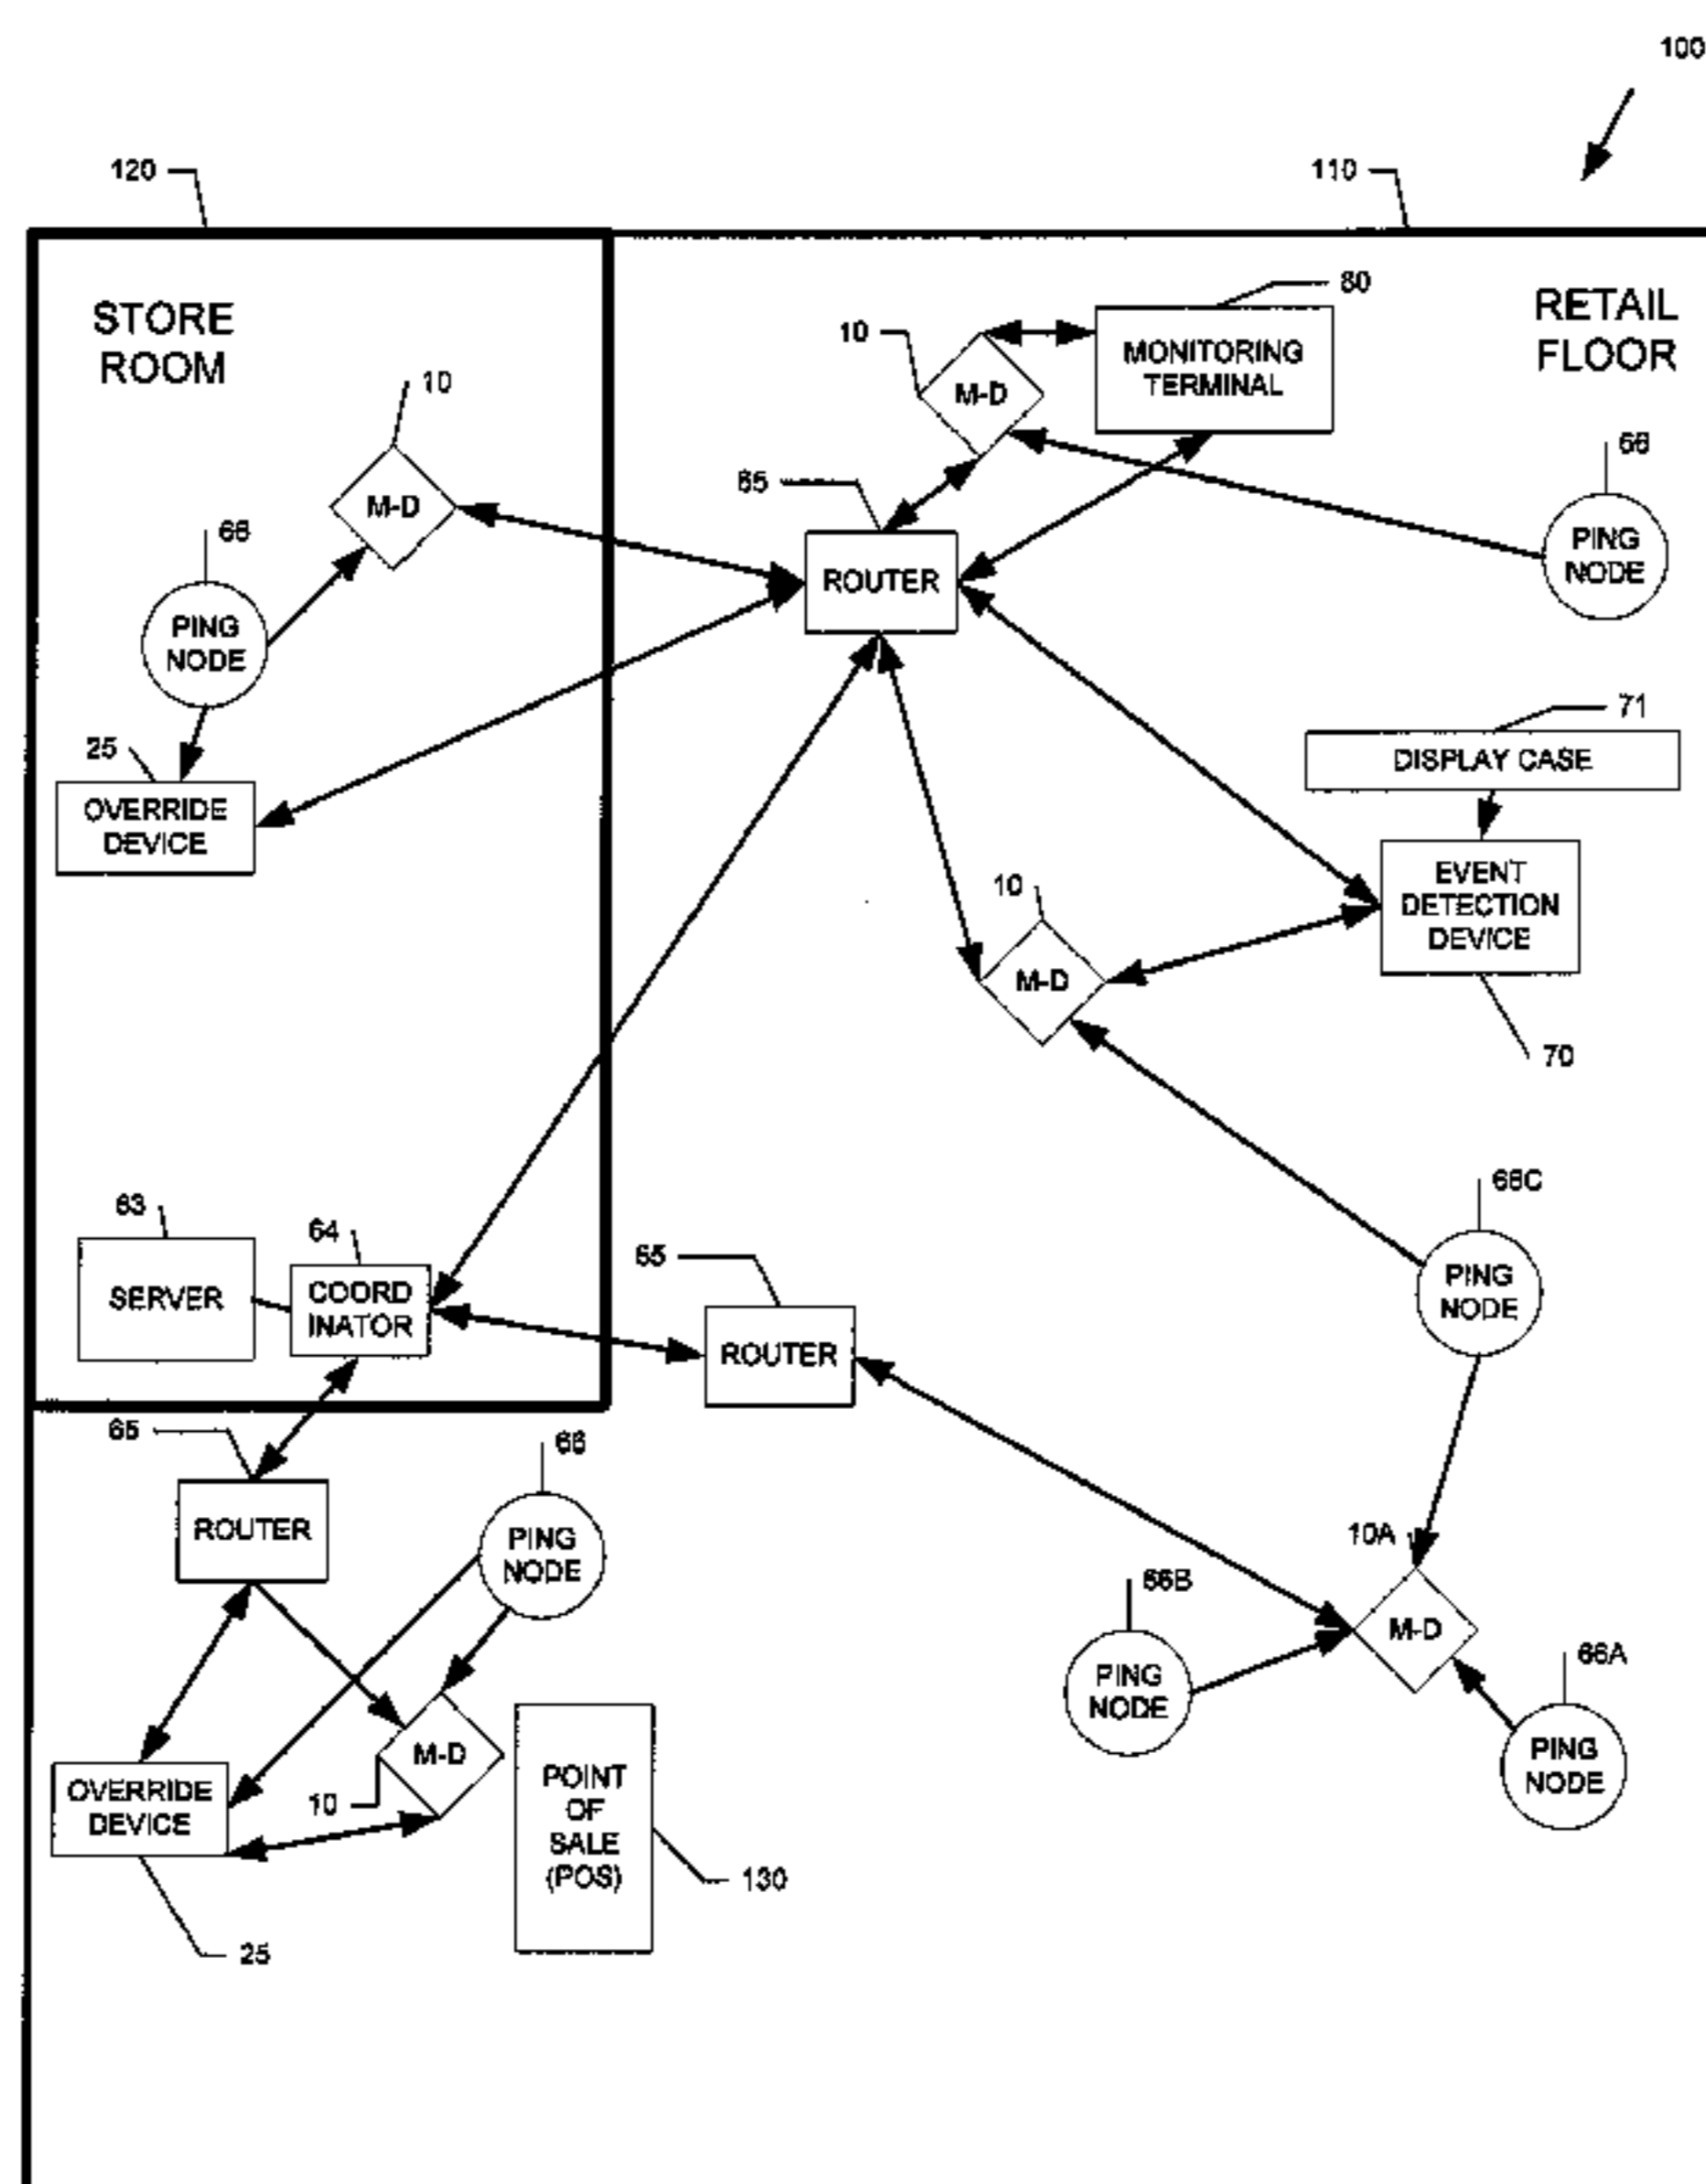 100
120
110
STORE
ROOM
RETAIL
FLOOR
80
10
MONITORING
TERMINAL
M-D
10
M-D
66
65
66
PING
NODE
ROUTER
PING
NODE
71
25
DISPLAY CASE
OVERRIDE
DEVICE
EVENT
DETECTION
DEVICE
10
M-D
70
66C
63
64
65
SERVER
COORD
INATOR
PING
NODE
ROUTER
65
66
ROUTER
PING
NODE
10A
66B
M-D
66A
PING
NODE
PING
NODE
M-D
OVERRIDE
DEVICE
10
POINT
OF
SALE
(POS)
130
25